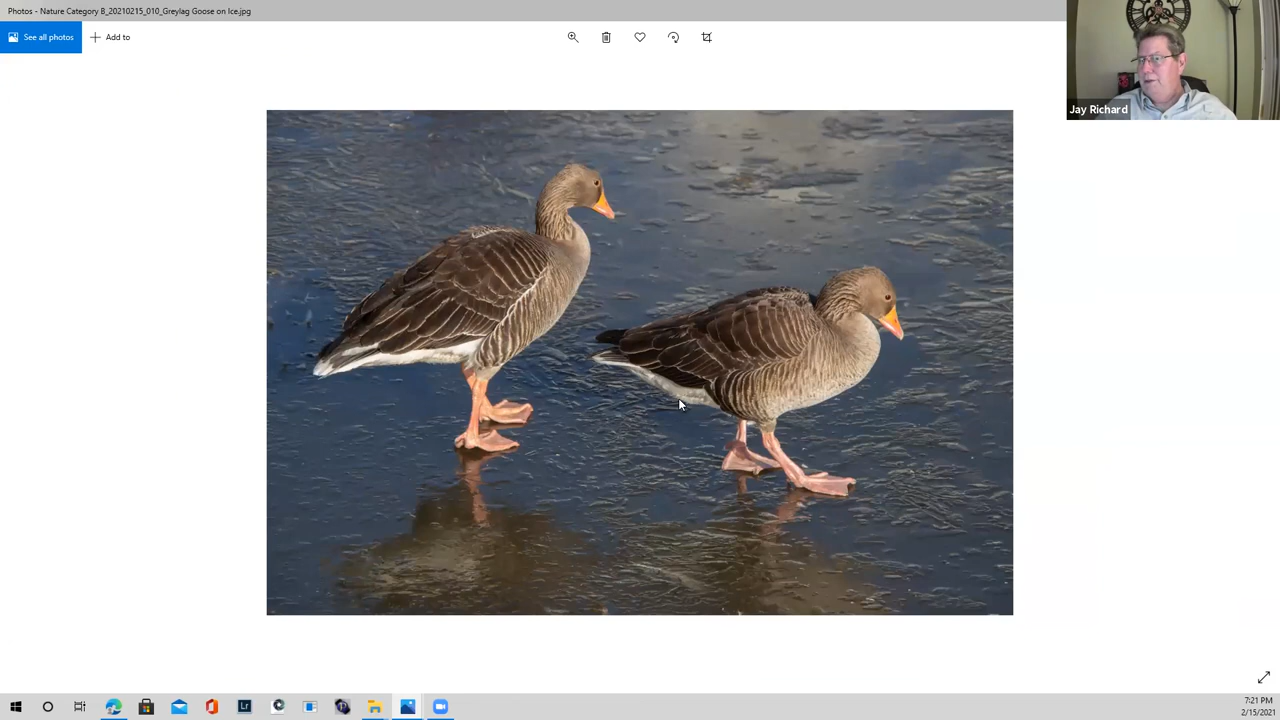 Photos - Nature Category B_20210215_010_Greylag Goose on Ice.jpg
See all photos
Add to
Jay Richard
Lr
7:21 PM
2/15/2021